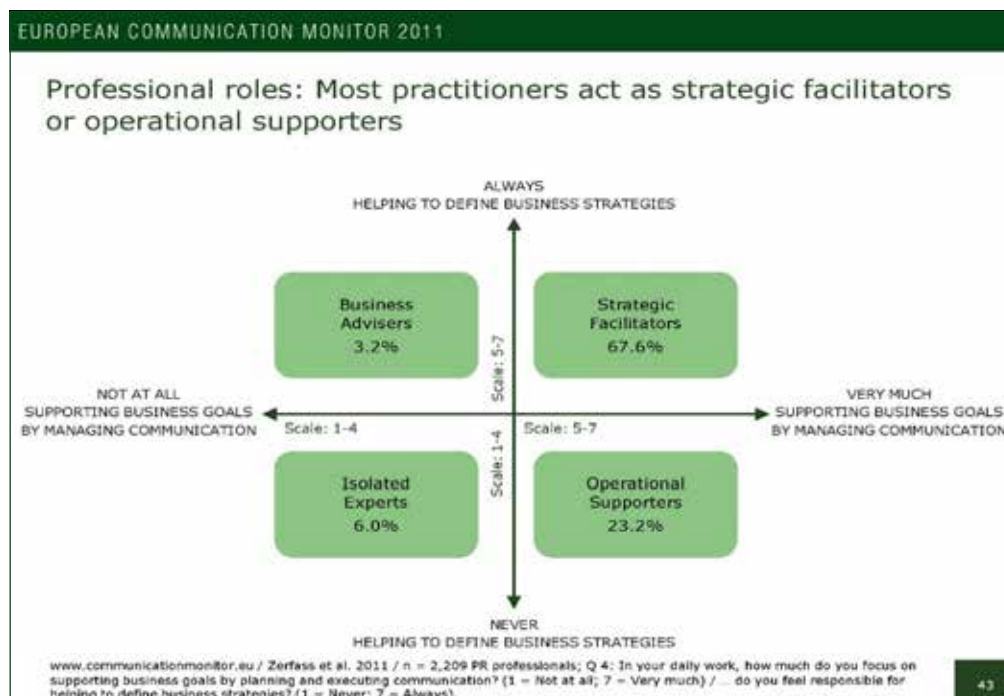 EUROPEAN COMMUNICATION MONITOR 2011
Professional roles: Most practitioners act as strategic facilitators
or operational supporters
ALWAYS
HELPING TO DEFINE BUSINESS STRATEGIES
Business
Advisers
3.2%
Strategic
Facilitators
67.6%
Scale: 5-7
NOT AT ALL
SUPPORTING BUSINESS GOALS
BY MANAGING COMMUNICATION
VERY MUCH
SUPPORTING BUSINESS GOALS
BY MANAGING COMMUNICATION
Scale: 1-4
Scale: 5-7
Scale: 1-4
Isolated
Experts
6.0%
Operational
Supporters
23.2%
NEVER
HELPING TO DEFINE BUSINESS STRATEGIES
www.communicationmonitor.eu / Zerfass et al. 2011 / n = 2,209 PR professionals; Q 4: In your daily work, how much do you focus on
supporting business goals by planning and executing communication? (1 = Not at all; 7 = Very much) / ... do you feel responsible for
helping to define business strategies? (1 = Never; 7 = Always)
43